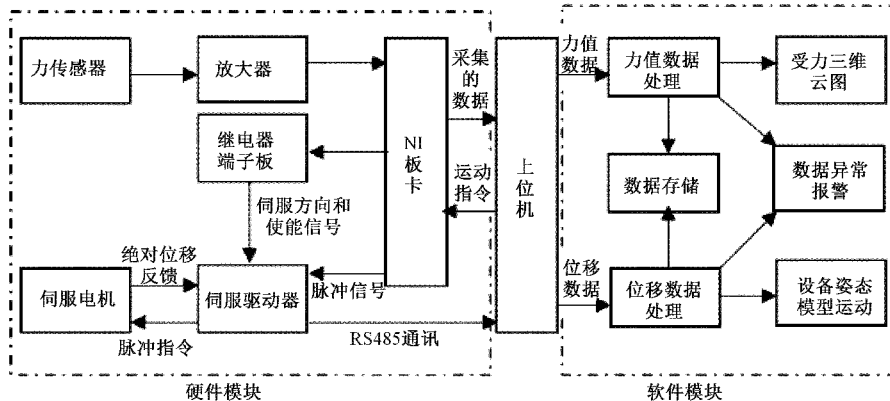 力传感器
放大器
继电器
端子板
伺服方向和
使能信号
绝对位移
反馈
伺服电机
伺服驱动器
脉冲指令
脉冲信号
RS485通讯
NI
板
卡
采集
的
数据
运动
指令
上
位
机
硬件模块
力值
数据
力值数据
处理
受力三维
云图
数据存储
数据异常
报警
位移
数据
位移数据
处理
设备姿态
模型运动
软件模块